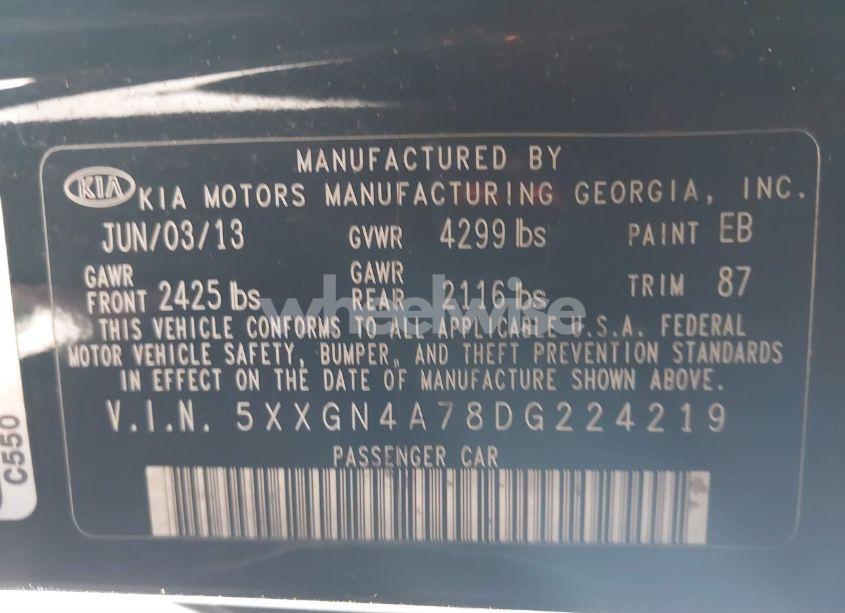 MANUFACTURED BY
KIA KIA MOTORS MANUFACTURING GEORGIA, INC.
JUN/03/13 GVWR 4299 lbs PAINT EB
GAWR FRONT 2425 lbs GAWR REAR 2116 lbs TRIM 87
THIS VEHICLE CONFORMS TO ALL APPLICABLE U.S.A. FEDERAL
MOTOR VEHICLE SAFETY, BUMPER, AND THEFT PREVENTION STANDARDS
IN EFFECT ON THE DATE OF MANUFACTURE SHOWN ABOVE.
V.I.N. 5XXGN4A78DG224219
PASSENGER CAR
C550
wheelwise